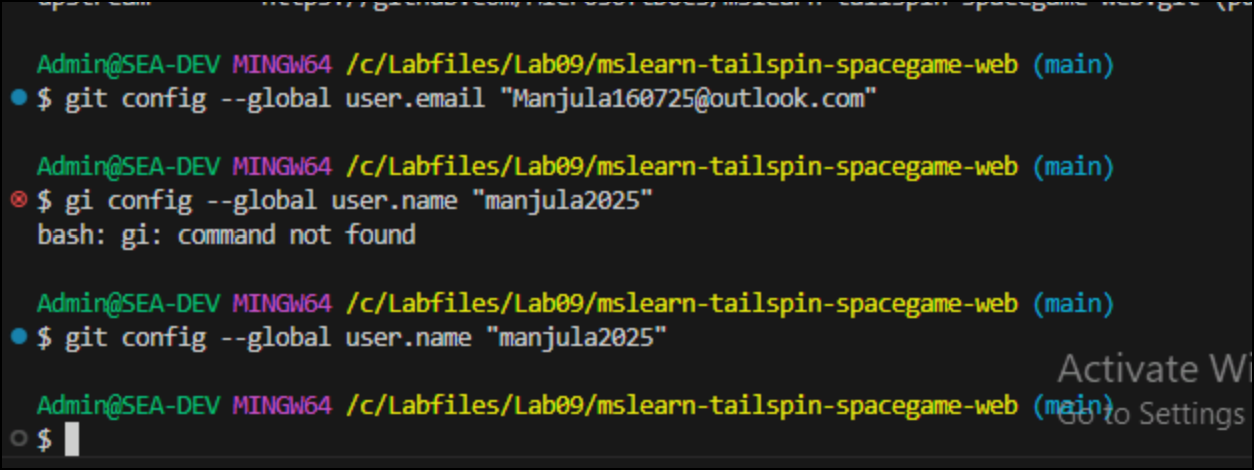 Admin@SEA-DEV MINGW64 /c/Labfiles/Lab09/mslearn-tailspin-spacegame-web (main)
$ git config --global user.email "Manjula160725@outlook.com"
Admin@SEA-DEV MINGW64 /c/Labfiles/Lab09/mslearn-tailspin-spacegame-web (main)
$ gi config --global user.name "manjula2025"
bash: gi: command not found
Admin@SEA-DEV MINGW64 /c/Labfiles/Lab09/mslearn-tailspin-spacegame-web (main)
$ git config --global user.name "manjula2025"
Activate Wi
Admin@SEA-DEV MINGW64 /c/Labfiles/Lab09/mslearn-tailspin-spacegame-web (main)
Go to Settings
$